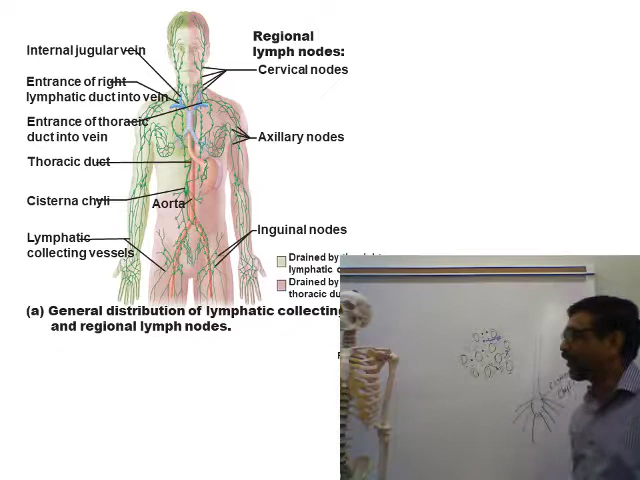 Regional
lymph nodes:
Internal jugular vein
Cervical nodes
Entrance of right
lymphatic duct into vein
Entrance of thoracic
duct into vein
Axillary nodes
Thoracic duct
Cisterna chyli
Aorta
Inguinal nodes
Lymphatic
collecting vessels
Drained by
lymphatic
Drained by
thoracic
(a) General distribution of lymphatic collecting
and regional lymph nodes.